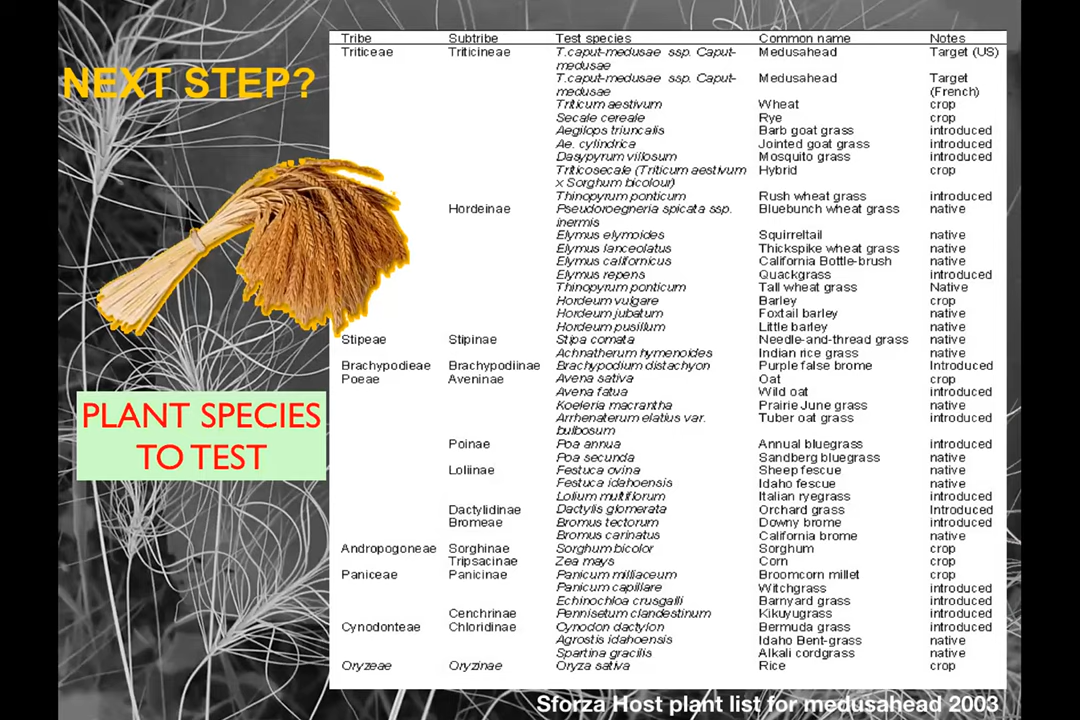 NEXT STEP?
PLANT SPECIES
TO TEST
Tribe Subtribe Test species Common name Notes
Triticeae Triticineae T.caput-medusae ssp. Caput- Medusahead Target (US)
medusae
T.caput-medusae ssp. Caput- Medusahead Target
medusae (French)
Triticum aestivum Wheat crop
Secale cereale Rye crop
Aegilops triuncalis Barb goat grass introduced
Ae. cylindrica Jointed goat grass introduced
Dasypyrum villosum Mosquito grass introduced
Triticosecale (Triticum aestivum Hybrid crop
x Sorghum bicolour)
Thinopyrum ponticum Rush wheat grass introduced
Hordeinae Pseudoroegneria spicata ssp. Bluebunch wheat grass native
inermis
Elymus elymoides Squirreltail native
Elymus lanceolatus Thickspike wheat grass native
Elymus californicus California Bottle-brush native
Elymus repens Quackgrass introduced
Thinopyrum ponticum Tall wheat grass Native
Hordeum vulgare Barley crop
Hordeum jubatum Foxtail barley native
Hordeum pusillum Little barley native
Stipeae Stipinae Stipa comata Needle-and-thread grass native
Achnatherum hymenoides Indian rice grass native
Brachypodieae Brachypodiinae Brachypodium distachyon Purple false brome Introduced
Poeae Aveninae Avena sativa Oat crop
Avena fatua Wild oat introduced
Koeleria macrantha Prairie June grass native
Arrhenaterum elatius var. Tuber oat grass introduced
bulbosum
Poinae Poa annua Annual bluegrass introduced
Poa secunda Sandberg bluegrass native
Loliinae Festuca ovina Sheep fescue native
Festuca idahoensis Idaho fescue native
Lolium multiflorum Italian ryegrass introduced
Dactylidinae Dactylis glomerata Orchard grass Introduced
Bromeae Bromus tectorum Downy brome introduced
Bromus carinatus California brome native
Andropogoneae Sorghinae Sorghum bicolor Sorghum crop
Tripsacinae Zea mays Corn crop
Paniceae Panicinae Panicum milliaceum Broomcorn millet crop
Panicum capillare Witchgrass introduced
Echinochloa crusgalli Barnyard grass introduced
Cenchrinae Pennisetum clandestinum Kikuyugrass introduced
Cynodonteae Chloridinae Cynodon dactylon Bermuda grass introduced
Agrostis idahoensis Idaho Bent-grass native
Spartina gracilis Alkali cordgrass native
Oryzeae Oryzinae Oryza sativa Rice crop
Sforza Host plant list for medusahead 2003